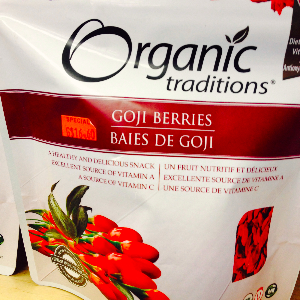 Organic
traditions®
SPECIAL
GOJI BERRIES
BAIES DE GOJI
A HEALTHY AND DELICIOUS SNACK
EXCELLENT SOURCE OF VITAMIN A
A SOURCE OF VITAMIN C
UN FRUIT NUTRITIF ET DÉLICIEUX
EXCELLENTE SOURCE DE VITAMINE A
UNE SOURCE DE VITAMINE C